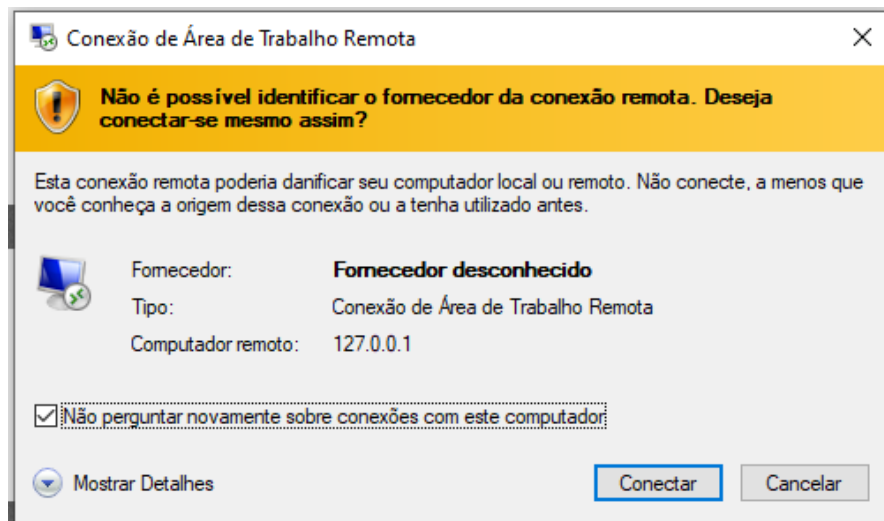 Conexão de Área de Trabalho Remota
Não é possível identificar o fornecedor da conexão remota. Deseja
conectar-se mesmo assim?
Esta conexão remota poderia danificar seu computador local ou remoto. Não conecte, a menos que
você conheça a origem dessa conexão ou a tenha utilizado antes.
Fornecedor: Fornecedor desconhecido
Tipo: Conexão de Área de Trabalho Remota
Computador remoto: 127.0.0.1
Não perguntar novamente sobre conexões com este computador
Mostrar Detalhes Conectar Cancelar